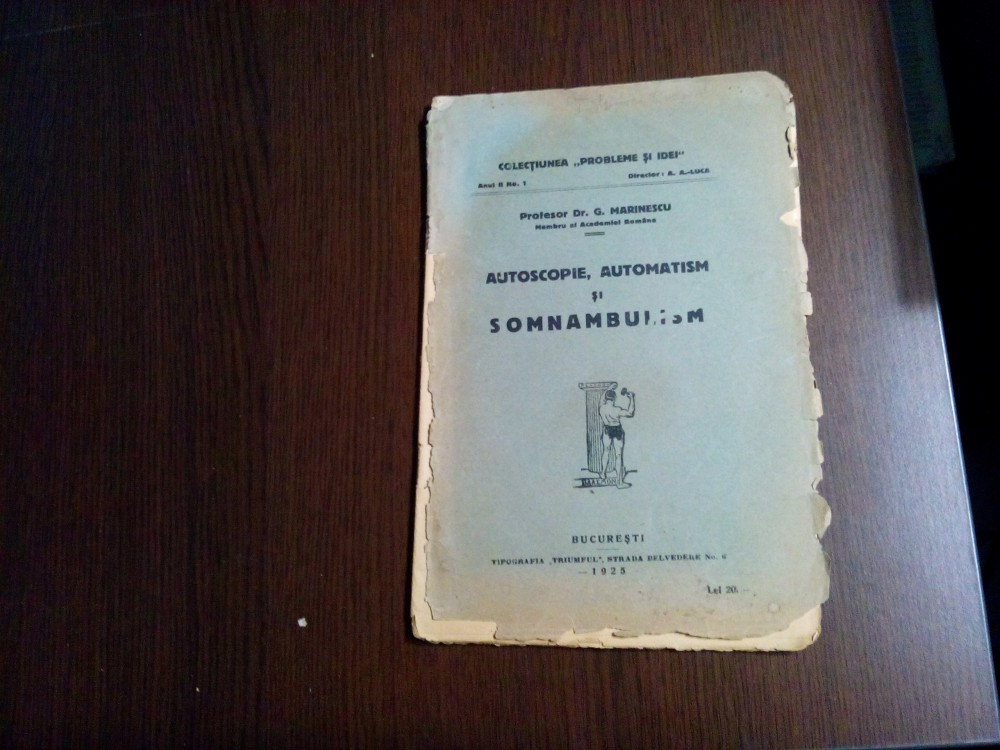 COLECȚIUNEA „PROBLEME ȘI IDEI"
Anul II No. 1
Director: A. A.-LUCA
Profesor Dr. G. MARINESCU
Membru al Academiei Române
AUTOSCOPIE, AUTOMATISM
ȘI
SOMNAMBULISM
BUCUREȘTI
TIPOGRAFIA „TRIUMFUL", STRADA BELVEDERE No. 6
— 1925
Lei 20.—